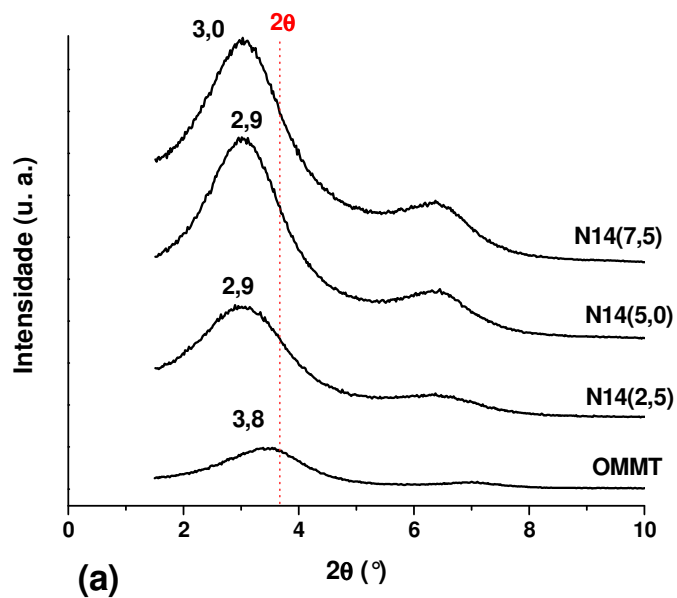 3,0
2θ
2,9
N14(7,5)
2,9
N14(5,0)
3,8
N14(2,5)
OMMT
Intensidade (u. a.)
0 2 4 6 8 10
2θ (°)
(a)